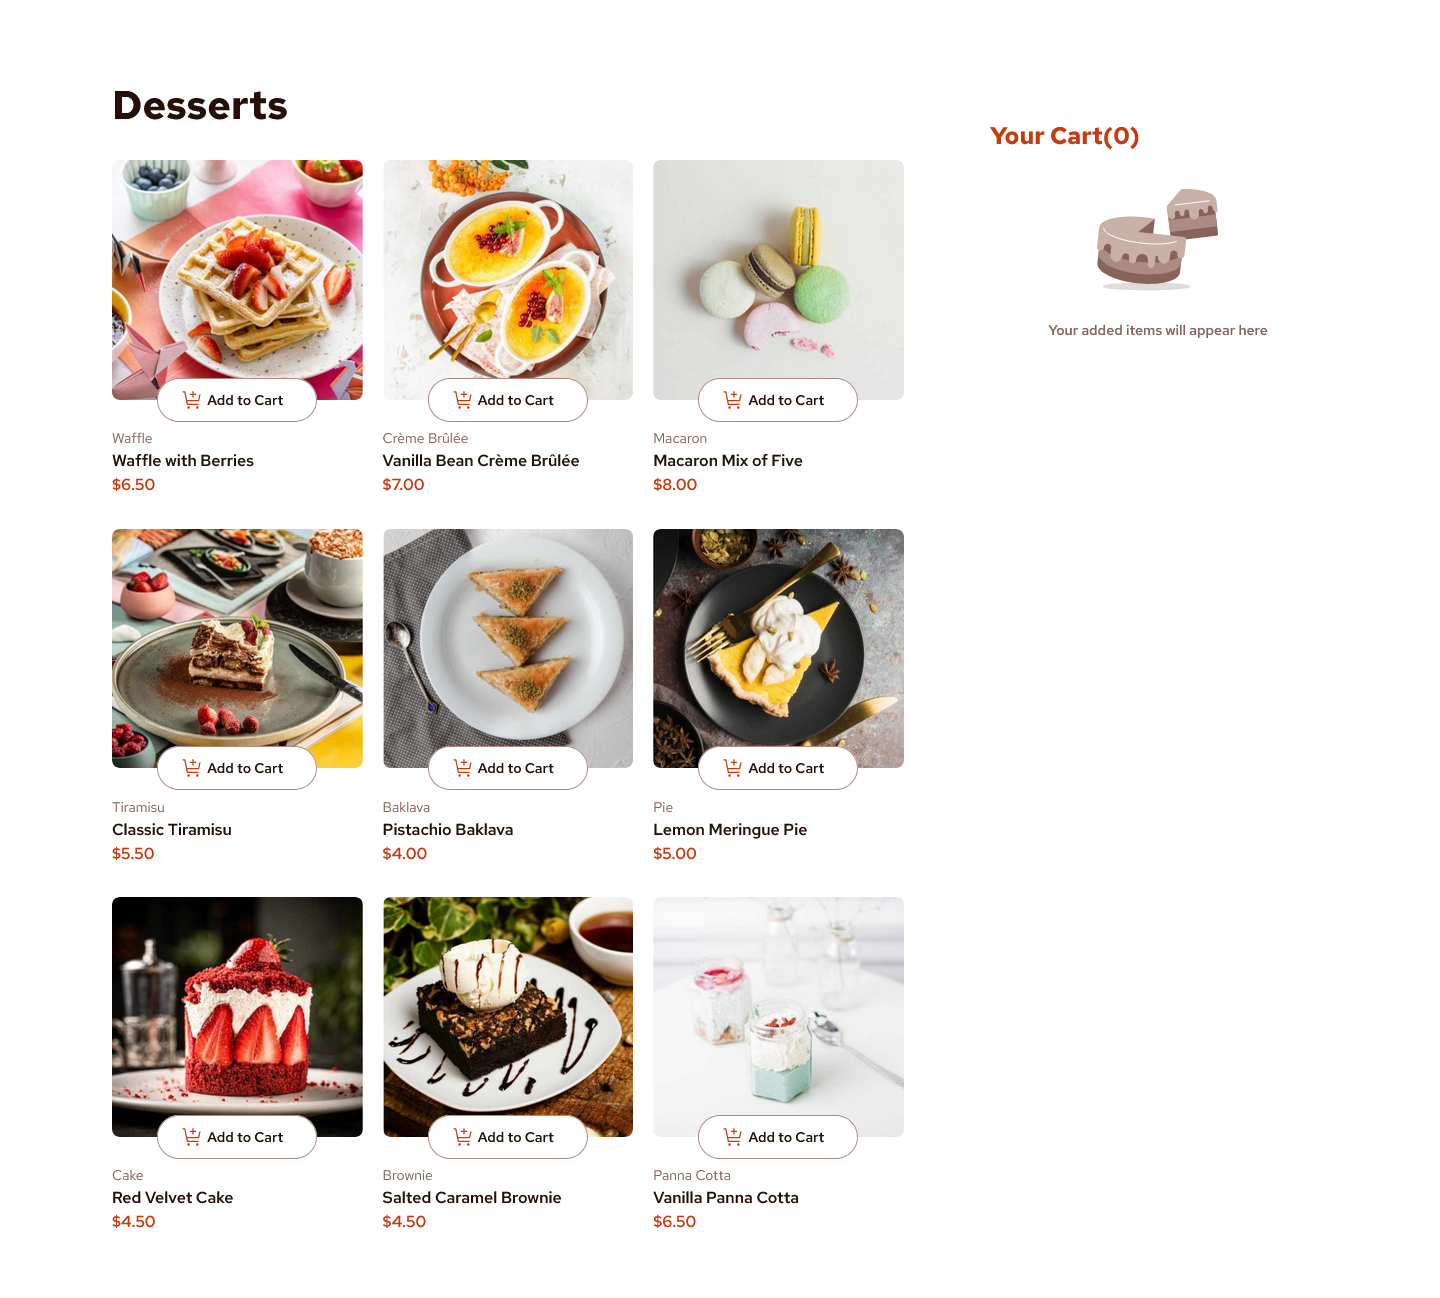 Desserts
Your Cart(0)
Your added items will appear here
Add to Cart
Waffle
Waffle with Berries
$6.50
Add to Cart
Crème Brûlée
Vanilla Bean Crème Brûlée
$7.00
Add to Cart
Macaron
Macaron Mix of Five
$8.00
Add to Cart
Tiramisu
Classic Tiramisu
$5.50
Add to Cart
Baklava
Pistachio Baklava
$4.00
Add to Cart
Pie
Lemon Meringue Pie
$5.00
Add to Cart
Cake
Red Velvet Cake
$4.50
Add to Cart
Brownie
Salted Caramel Brownie
$4.50
Add to Cart
Panna Cotta
Vanilla Panna Cotta
$6.50